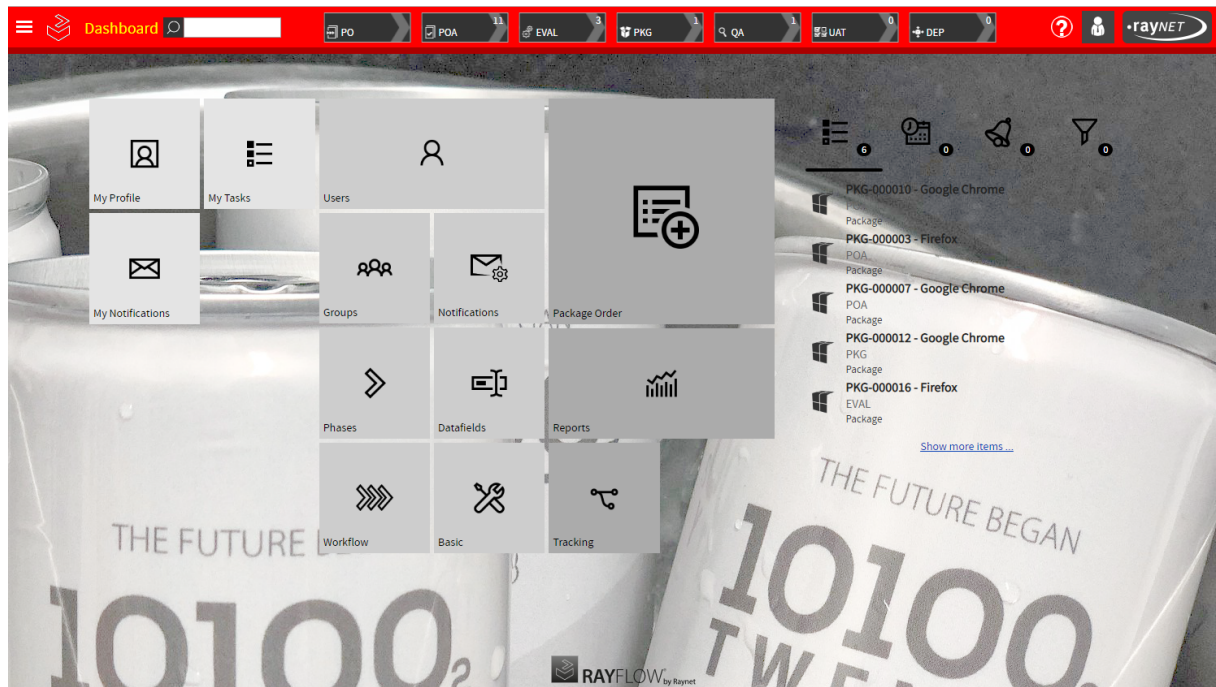 Dashboard
PO
POA 11
EVAL 3
PKG 1
QA 1
UAT 0
DEP 0
?
rayNET
My Profile
My Tasks
Users
My Notifications
Groups
Notifications
Package Order
Phases
Datafields
Reports
Workflow
Basic
Tracking
6
0
0
0
PKG-000010 - Google Chrome
Package
PKG-000003 - Firefox
POA
Package
PKG-000007 - Google Chrome
POA
Package
PKG-000012 - Google Chrome
PKG
Package
PKG-000016 - Firefox
EVAL
Package
Show more items ...
THE FUTURE
10100₂
THE FUTURE BEGAN
10100
RAYFLOW by Raynet